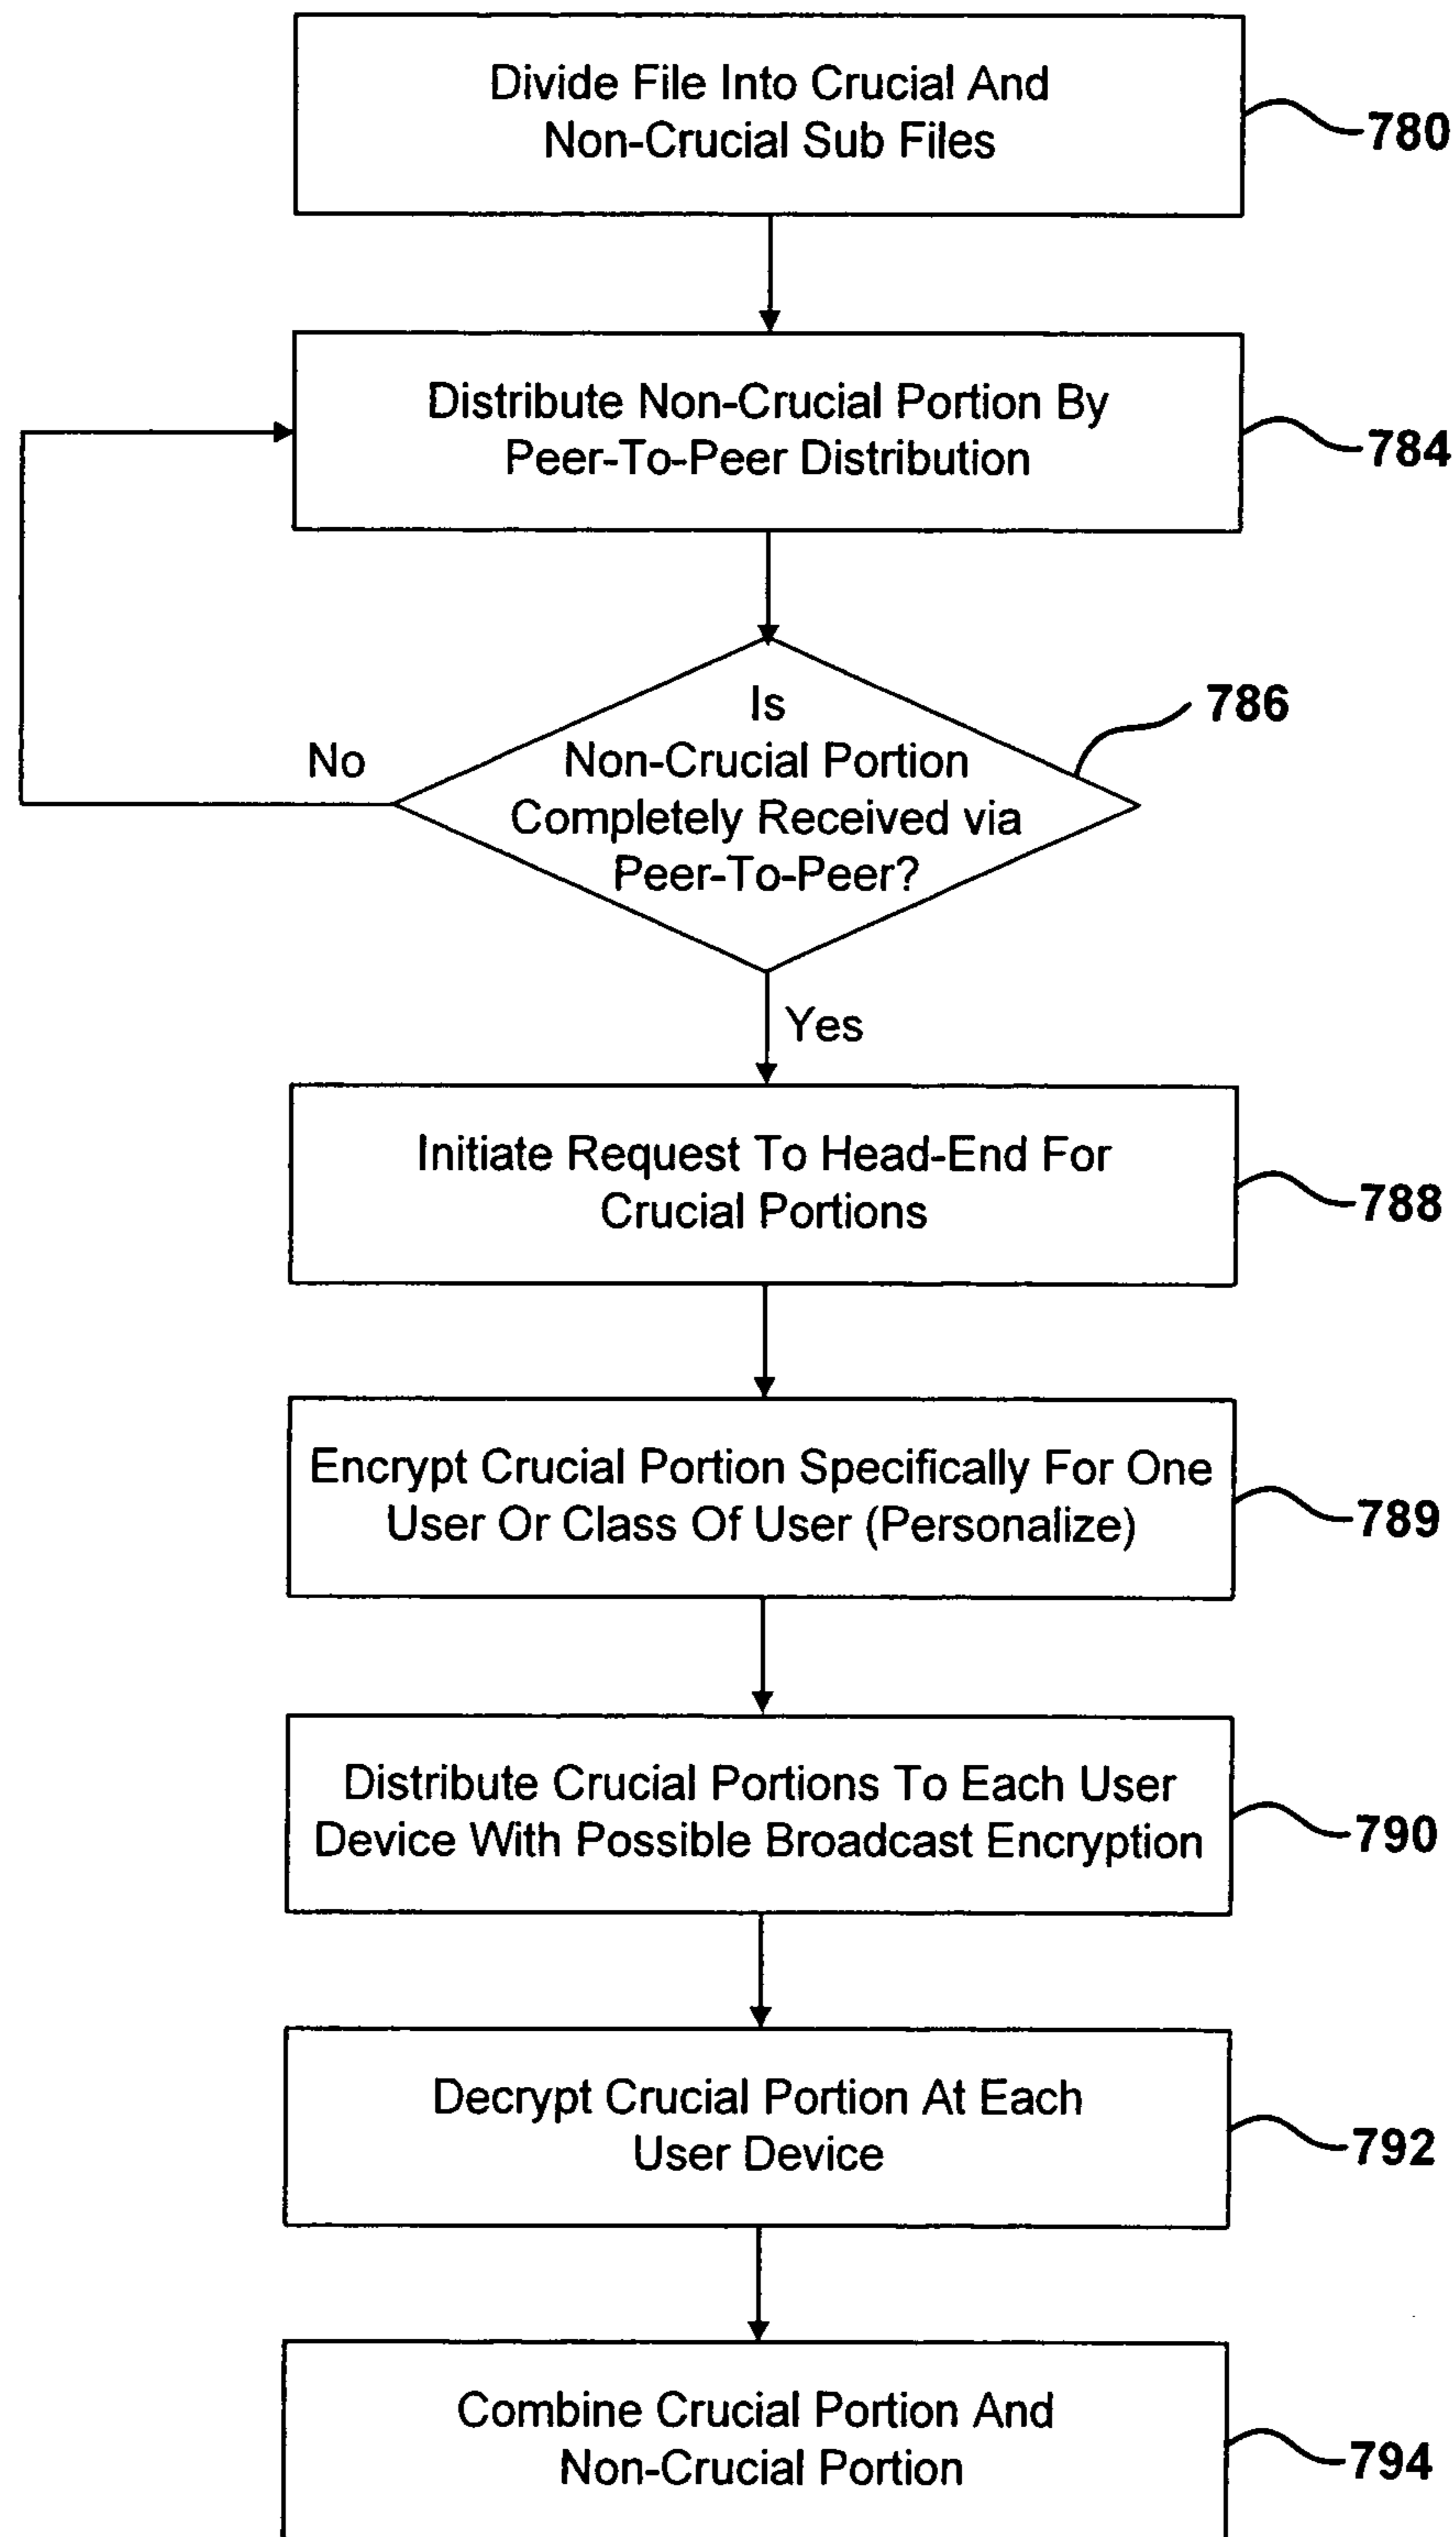 Divide File Into Crucial And
Non-Crucial Sub Files
780
Distribute Non-Crucial Portion By
Peer-To-Peer Distribution
784
Is
Non-Crucial Portion
Completely Received via
Peer-To-Peer?
786
No
Yes
Initiate Request To Head-End For
Crucial Portions
788
Encrypt Crucial Portion Specifically For One
User Or Class Of User (Personalize)
789
Distribute Crucial Portions To Each User
Device With Possible Broadcast Encryption
790
Decrypt Crucial Portion At Each
User Device
792
Combine Crucial Portion And
Non-Crucial Portion
794